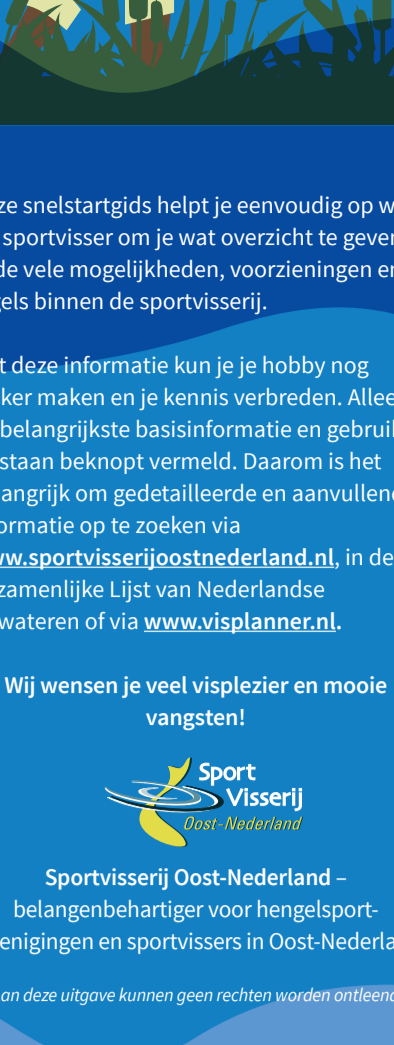 ze snelstartgids helpt je eenvoudig op w
sportvisser om je wat overzicht te geve
de vele mogelijkheden, voorzieningen e
gels binnen de sportvisserij.
t deze informatie kun je je hobby nog
ker maken en je kennis verbreden. Allee
belangrijkste basisinformatie en gebrui
staan beknopt vermeld. Daarom is het
langrijk om gedetailleerde en aanvullend
ormatie op te zoeken via
ww.sportvisserijoostnederland.nl, in de
zamenlijke Lijst van Nederlandse
wateren of via www.visplanner.nl.
Wij wensen je veel visplezier en mooie
vangsten!
Sport
Visserij
Oost-Nederland
Sportvisserij Oost-Nederland –
belangenbehartiger voor hengelsport-
enigingen en sportvissers in Oost-Nederla
an deze uitgave kunnen geen rechten worden ontleend